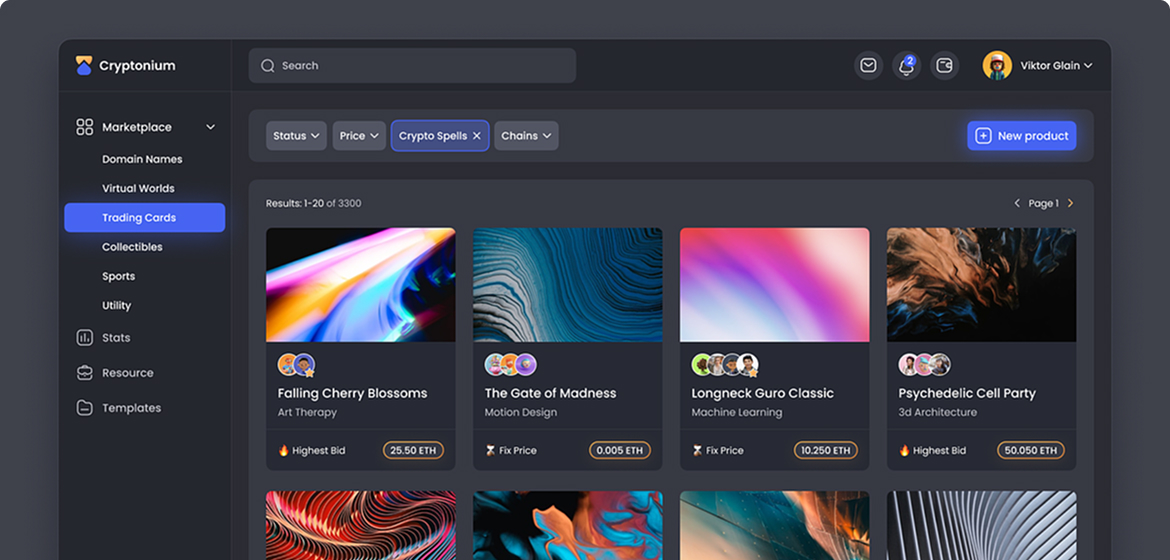 Cryptonium
Search
2
Viktor Glain
Marketplace
Domain Names
Virtual Worlds
Trading Cards
Collectibles
Sports
Utility
Stats
Resource
Templates
Status
Price
Crypto Spells
Chains
New product
Results: 1-20 of 3300
Page 1
Falling Cherry Blossoms
Art Therapy
Highest Bid
25.50 ETH
The Gate of Madness
Motion Design
Fix Price
0.005 ETH
Longneck Guro Classic
Machine Learning
Fix Price
10.250 ETH
Psychedelic Cell Party
3d Architecture
Highest Bid
50.050 ETH